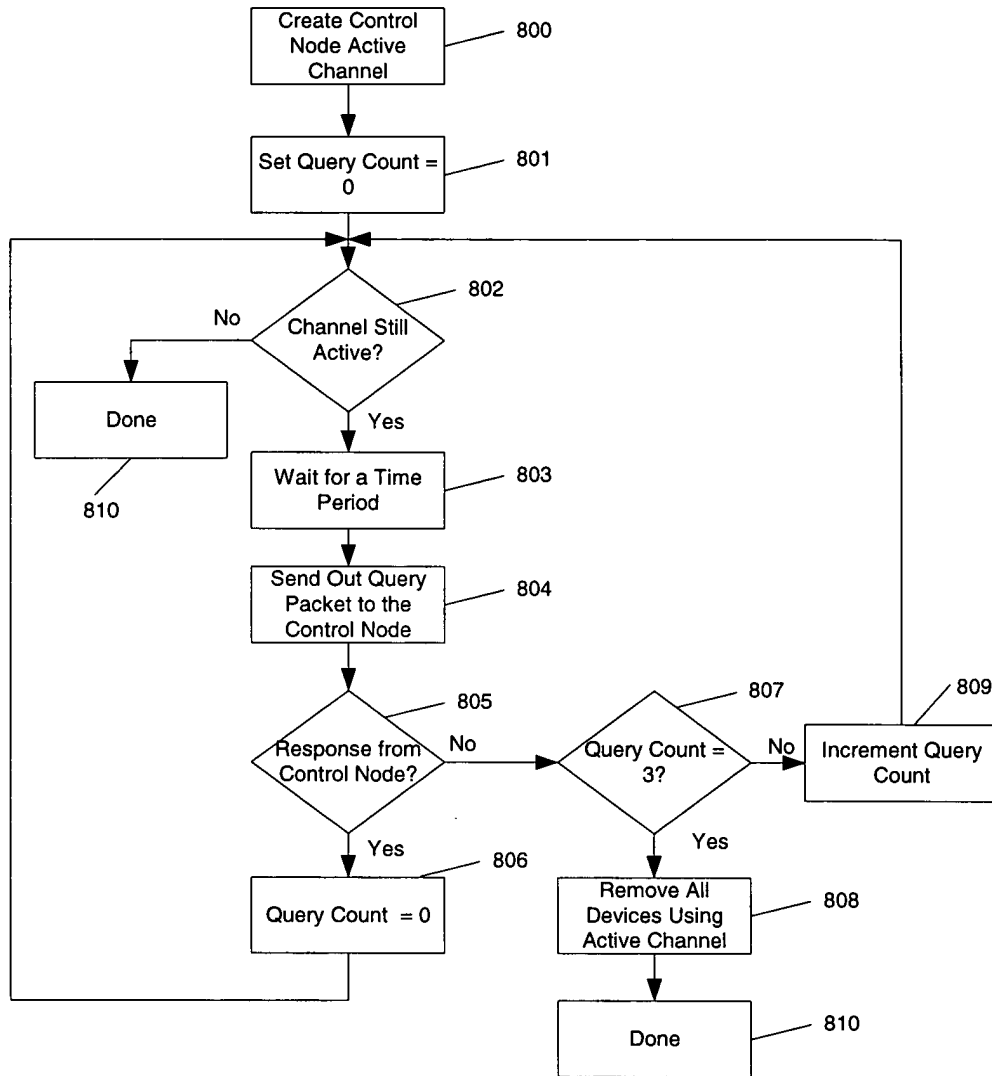 Create Control
Node Active
Channel
800
Set Query Count =
0
801
802
No
Channel Still
Active?
Done
Yes
810
Wait for a Time
Period
803
Send Out Query
Packet to the
Control Node
804
805
807
809
Response from
Control Node?
No
Query Count =
3?
No
Increment Query
Count
Yes
806
Yes
Query Count = 0
Remove All
Devices Using
Active Channel
808
Done
810